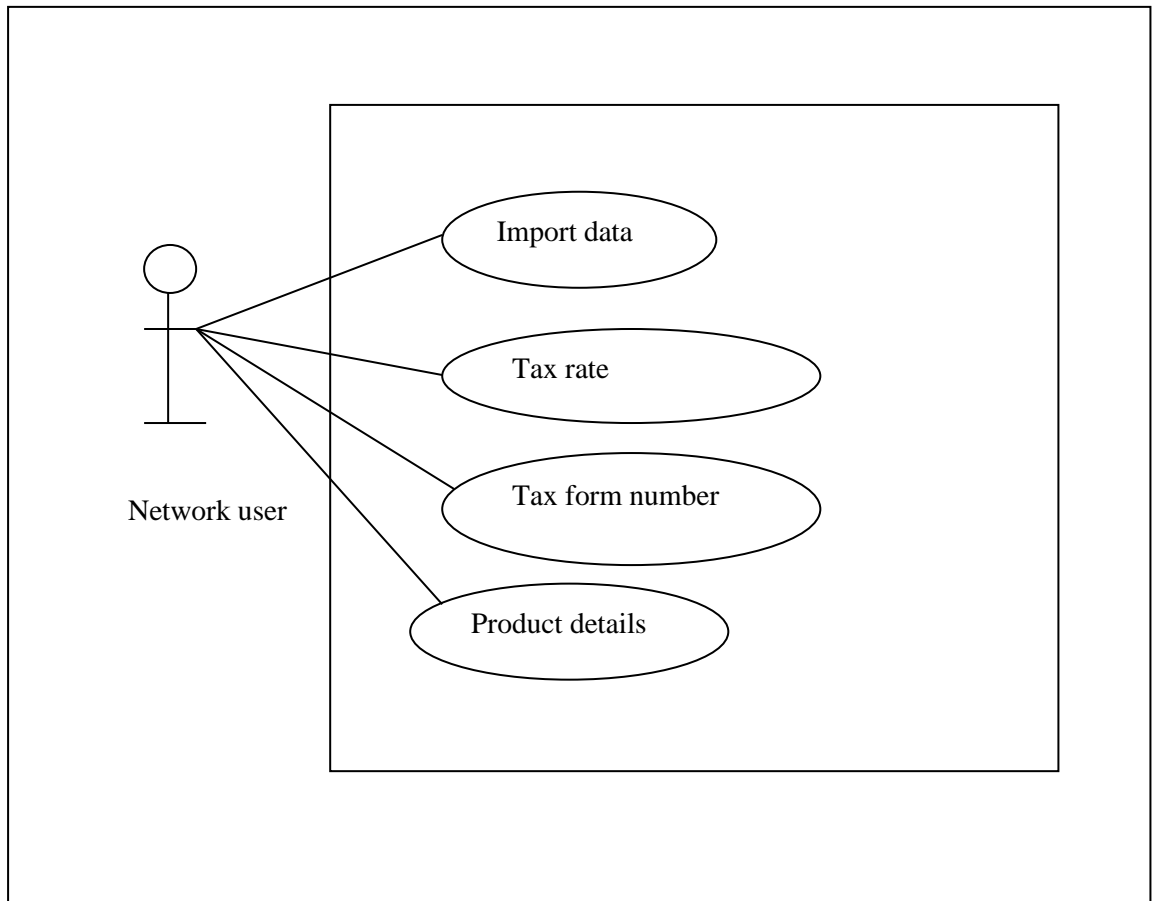 Import data
Tax rate
Tax form number
Network user
Product details